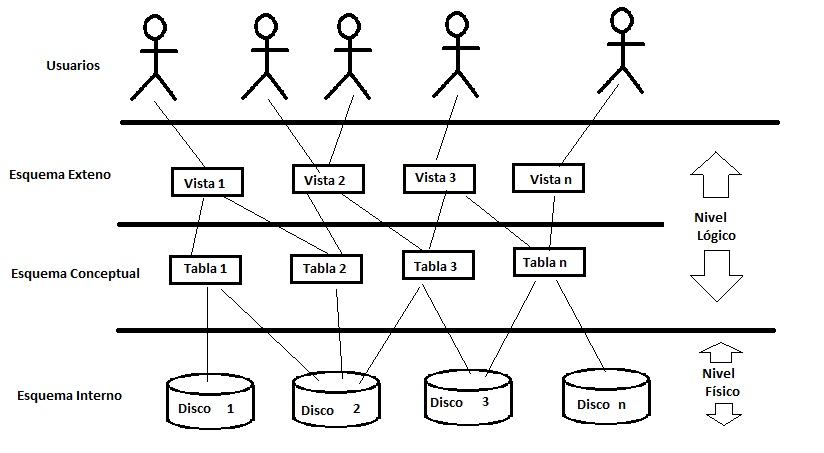 Usuarios
Esquema Exteno
Vista 1
Vista 2
Vista 3
Vista n
Nivel
Lógico
Esquema Conceptual
Tabla 1
Tabla 2
Tabla 3
Tabla n
Nivel
Físico
Esquema Interno
Disco 1
Disco 2
Disco 3
Disco n